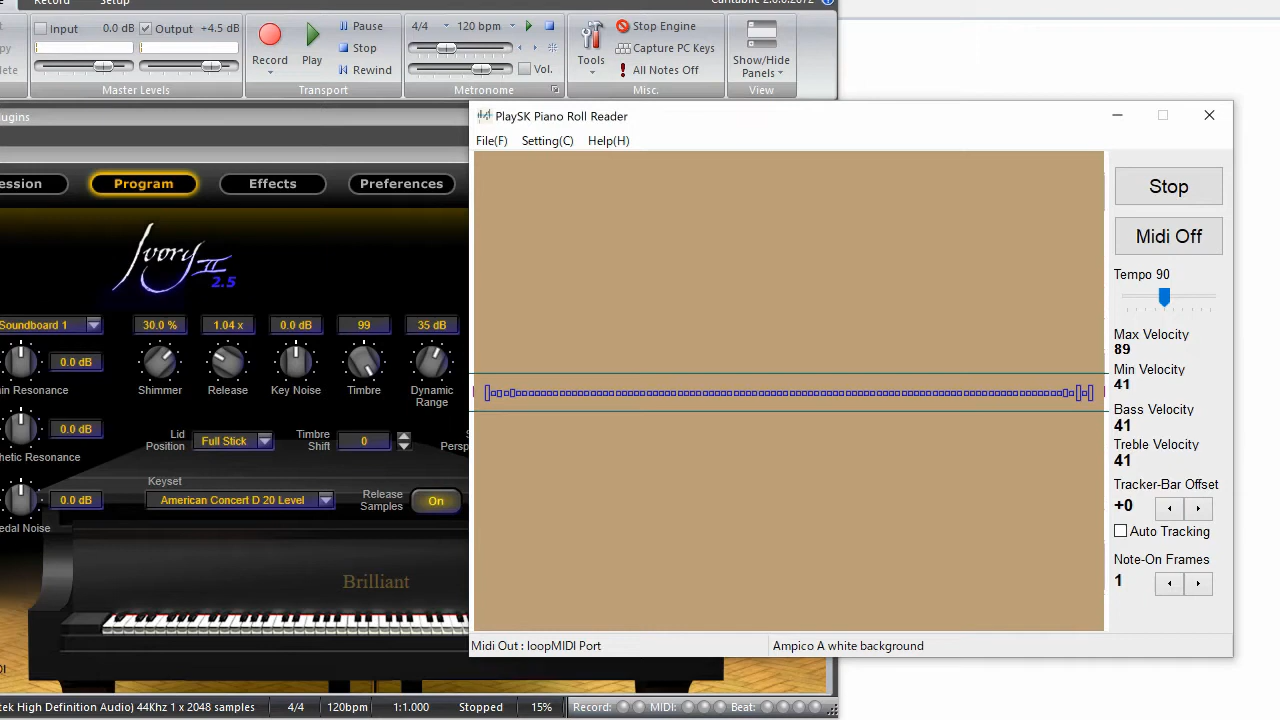 Record
Setup
Cantabile 2.0.0.2072
Input
0.0 dB
Output
+4.5 dB
Master Levels
Record
Play
Pause
Stop
Rewind
Transport
4/4
120 bpm
Vol.
Metronome
Tools
Stop Engine
Capture PC Keys
All Notes Off
Misc.
Show/Hide
Panels
View
lugins
ession
Program
Effects
Preferences
Ivory II
2.5
Soundboard 1
30.0 %
1.04 x
0.0 dB
99
35 dB
0.0 dB
in Resonance
Shimmer
Release
Key Noise
Timbre
Dynamic
Range
0.0 dB
hetic Resonance
Lid
Position
Full Stick
Timbre
Shift
0
S
Persp
Keyset
American Concert D 20 Level
Release
Samples
On
0.0 dB
edal Noise
Brilliant
PlaySK Piano Roll Reader
File(F)
Setting(C)
Help(H)
Stop
Midi Off
Tempo 90
Max Velocity
89
Min Velocity
41
Bass Velocity
41
Treble Velocity
41
Tracker-Bar Offset
+0
Auto Tracking
Note-On Frames
1
Midi Out : loopMIDI Port
Ampico A white background
tek High Definition Audio) 44Khz 1 x 2048 samples
4/4
120bpm
1:1.000
Stopped
15%
Record:
MIDI:
Beat: